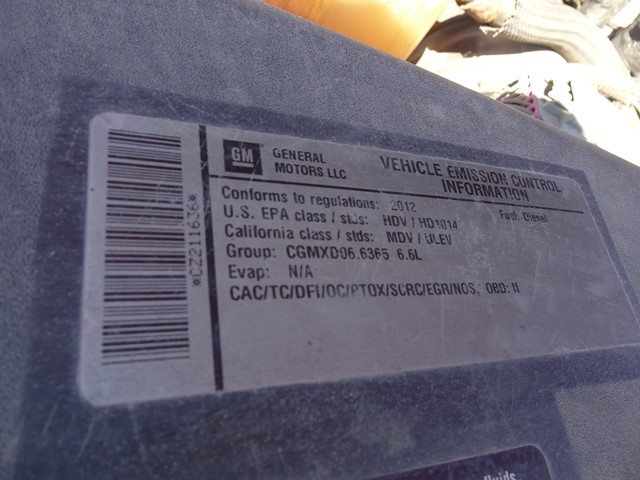 *CZ211636*
GM GENERAL MOTORS LLC
VEHICLE EMISSION CONTROL
INFORMATION
Conforms to regulations: 2012
Fuel: Diesel
U.S. EPA class / stds: HDV / HD1014
California class / stds: MDV / ULEV
Group: CGMXD06.6365 6.6L
Evap: N/A
CAC/TC/DFI/OC/PTOX/SCRC/EGR/NOS, OBD: II
fluids